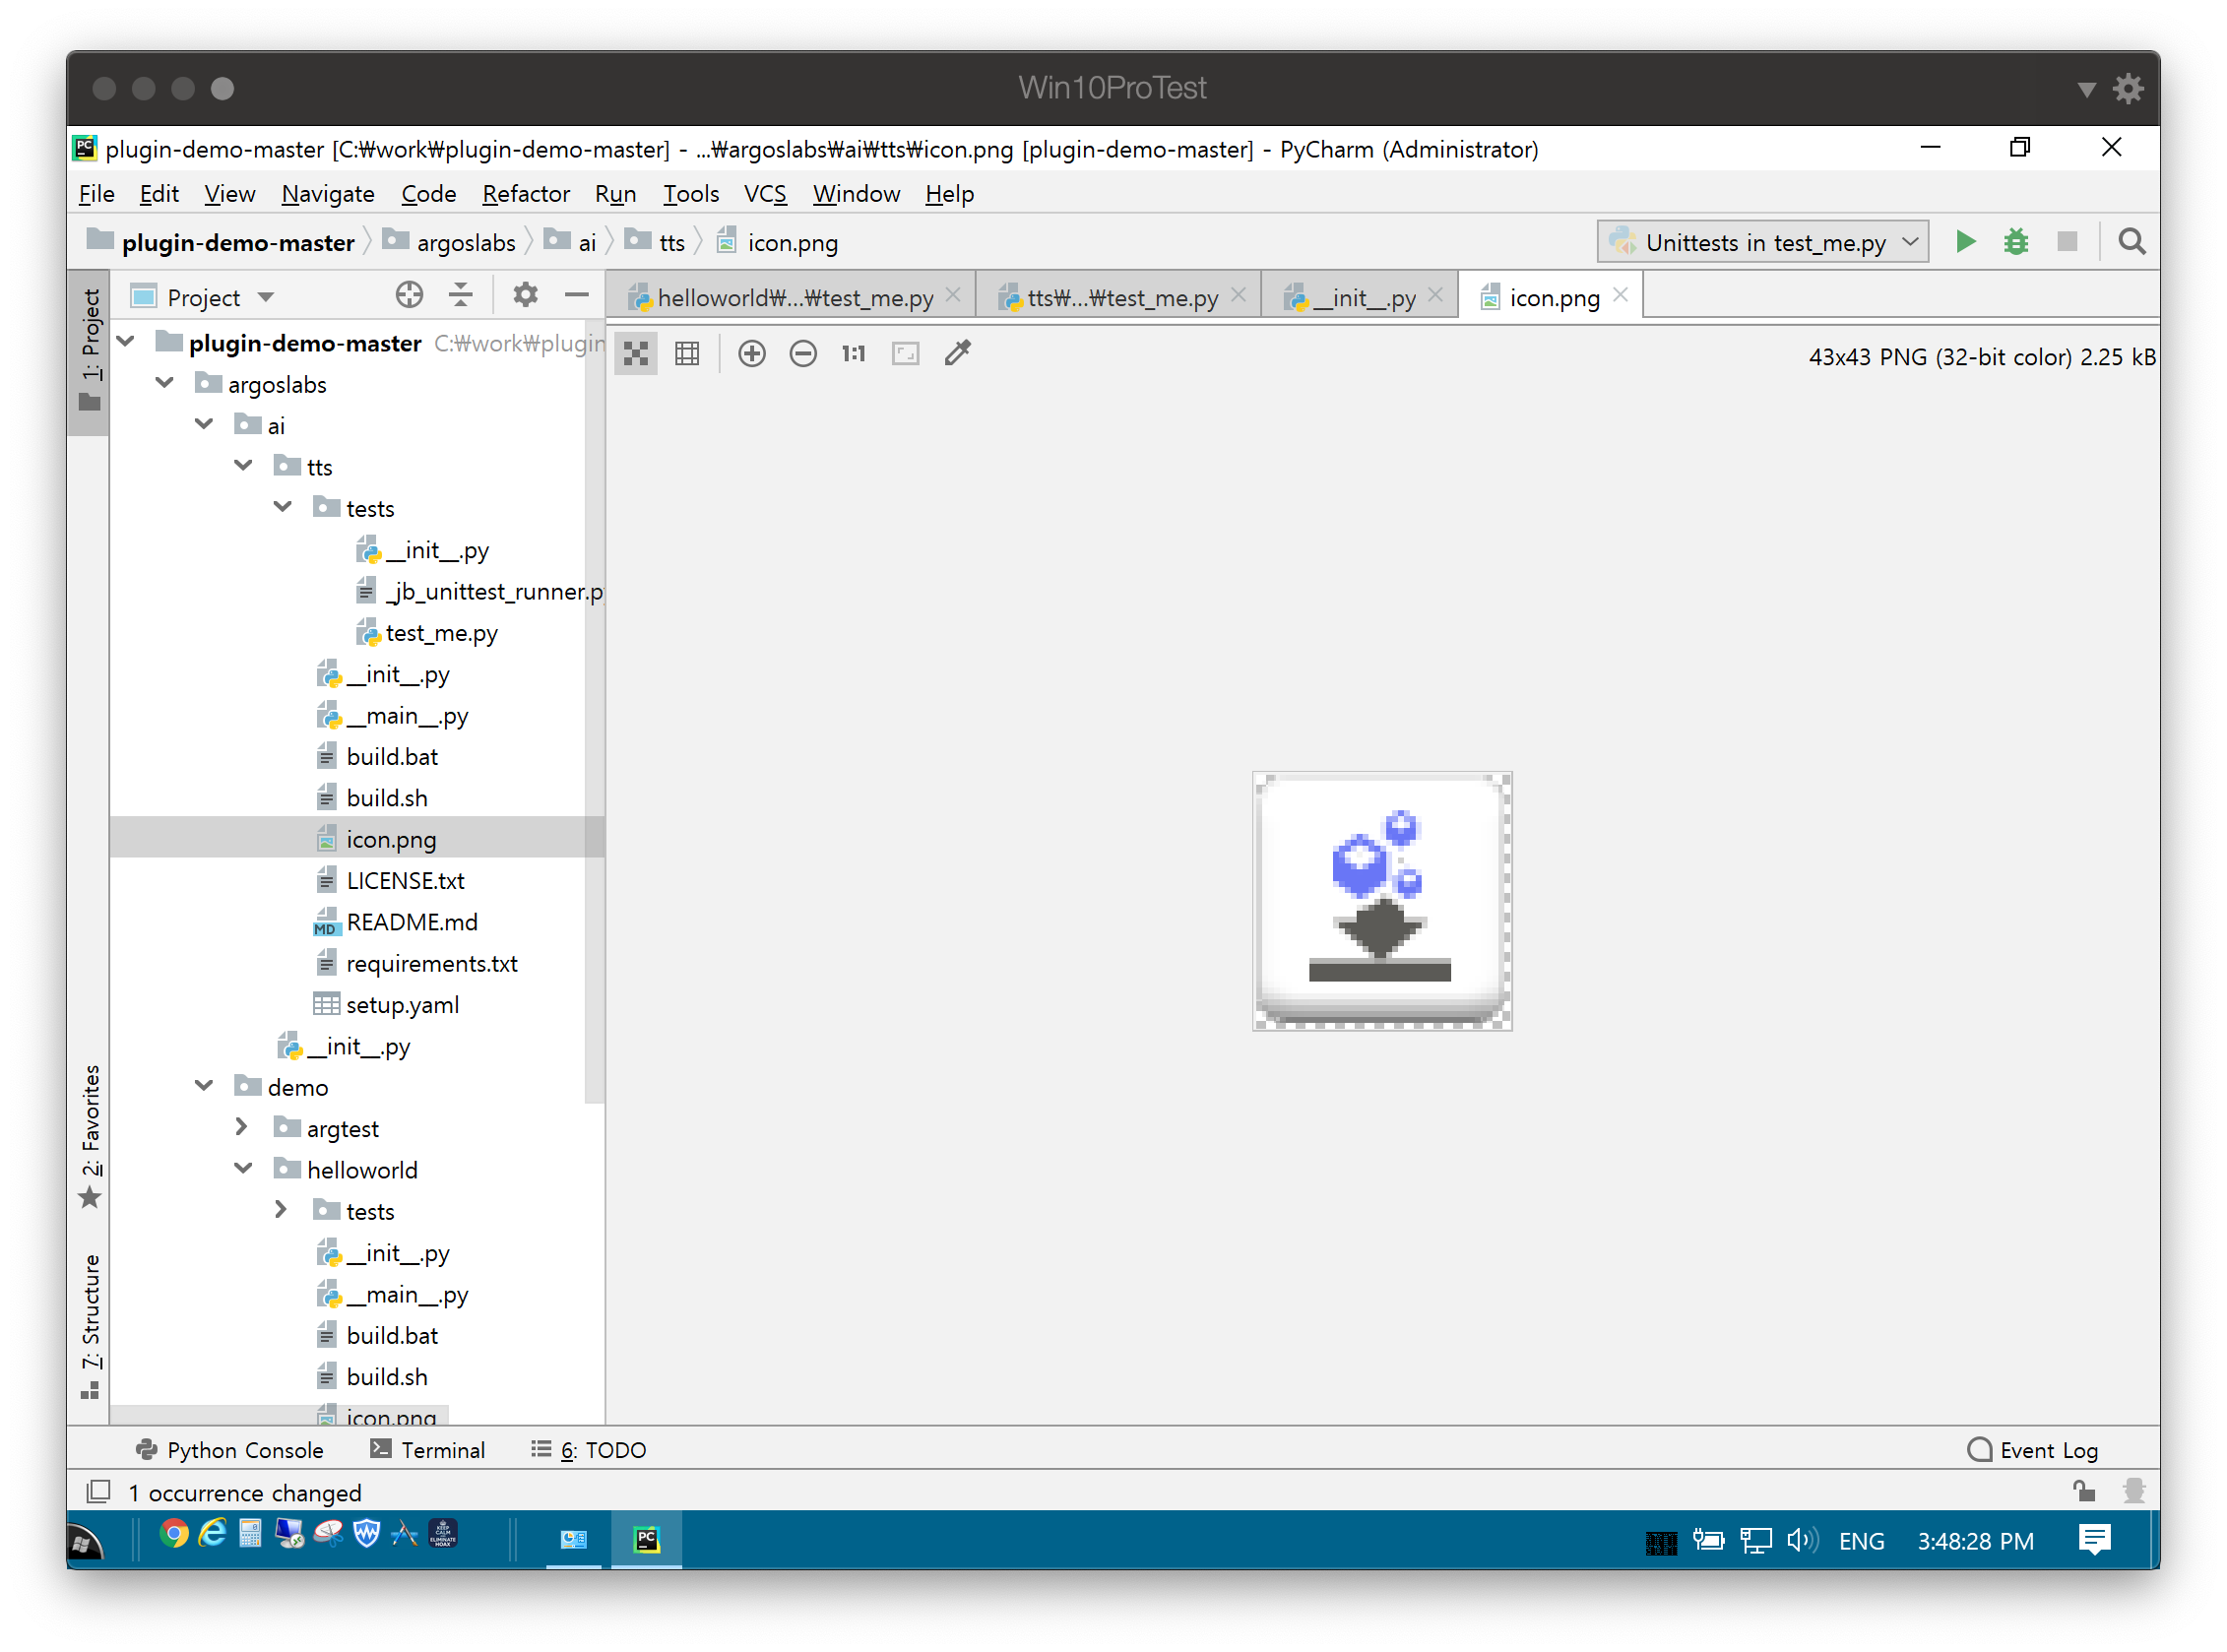 Win10ProTest
plugin-demo-master [C:₩work₩plugin-demo-master] - ...₩argoslabs₩ai₩tts₩icon.png [plugin-demo-master] - PyCharm (Administrator)
File Edit View Navigate Code Refactor Run Tools VCS Window Help
plugin-demo-master argoslabs ai tts icon.png Unittests in test_me.py
1: Project
Project
helloworld₩...₩test_me.py tts₩...₩test_me.py __init__.py icon.png
1:1
43x43 PNG (32-bit color) 2.25 kB
plugin-demo-master C:₩work₩plugin
argoslabs
ai
tts
tests
__init__.py
_jb_unittest_runner.p
test_me.py
__init__.py
__main__.py
build.bat
build.sh
icon.png
LICENSE.txt
MD README.md
requirements.txt
setup.yaml
__init__.py
demo
argtest
helloworld
tests
__init__.py
__main__.py
build.bat
build.sh
icon.png
2: Favorites
7: Structure
Python Console Terminal 6: TODO Event Log
1 occurrence changed
KEEP CALM ELIMINATE HOAX
PC
ENG 3:48:28 PM